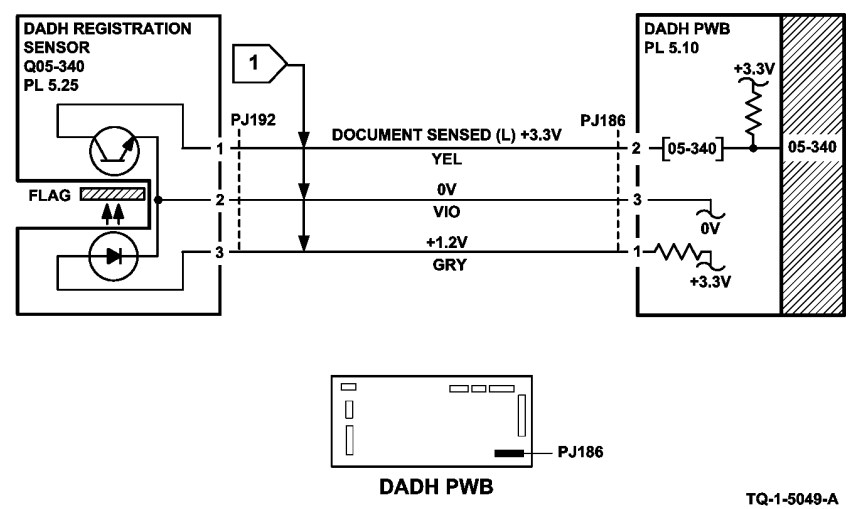 DADH REGISTRATION
SENSOR
Q05-340
PL 5.25
1
PJ192
DOCUMENT SENSED (L) +3.3V
YEL
PJ186
DADH PWB
PL 5.10
+3.3V
1
2
[05-340]
05-340
FLAG
2
0V
VIO
3
0V
3
+1.2V
GRY
1
+3.3V
PJ186
DADH PWB
TQ-1-5049-A